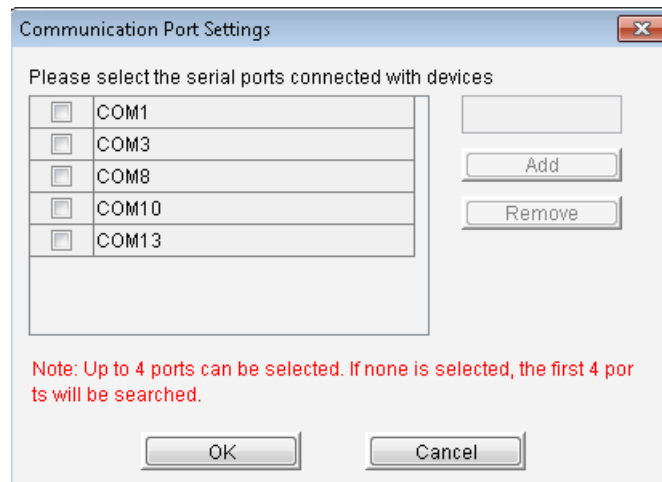 Communication Port Settings
Please select the serial ports connected with devices
COM1
COM3
COM8
COM10
COM13
Add
Remove
Note: Up to 4 ports can be selected. If none is selected, the first 4 por
ts will be searched.
OK
Cancel